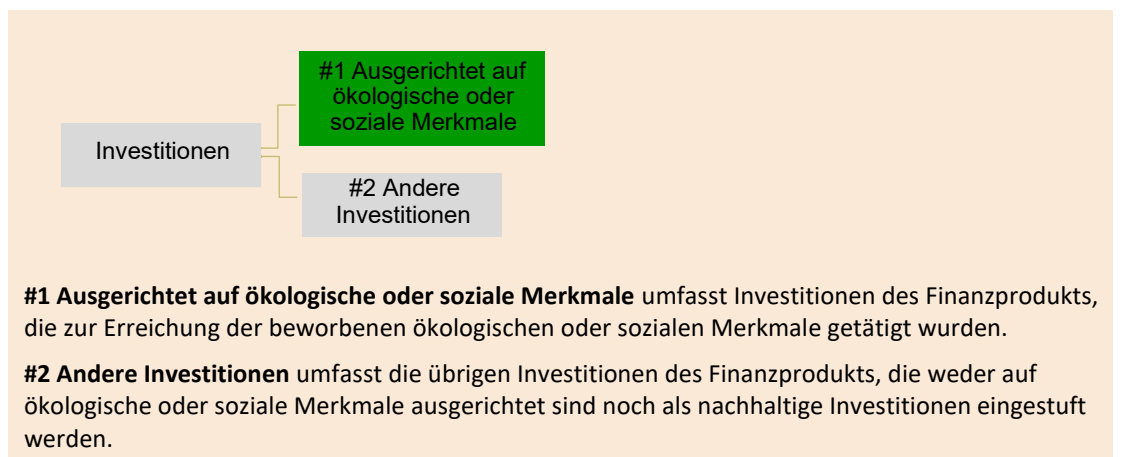 #1 Ausgerichtet auf
ökologische oder
soziale Merkmale
Investitionen
#2 Andere
Investitionen
#1 Ausgerichtet auf ökologische oder soziale Merkmale umfasst Investitionen des Finanzprodukts,
die zur Erreichung der beworbenen ökologischen oder sozialen Merkmale getätigt wurden.
#2 Andere Investitionen umfasst die übrigen Investitionen des Finanzprodukts, die weder auf
ökologische oder soziale Merkmale ausgerichtet sind noch als nachhaltige Investitionen eingestuft
werden.